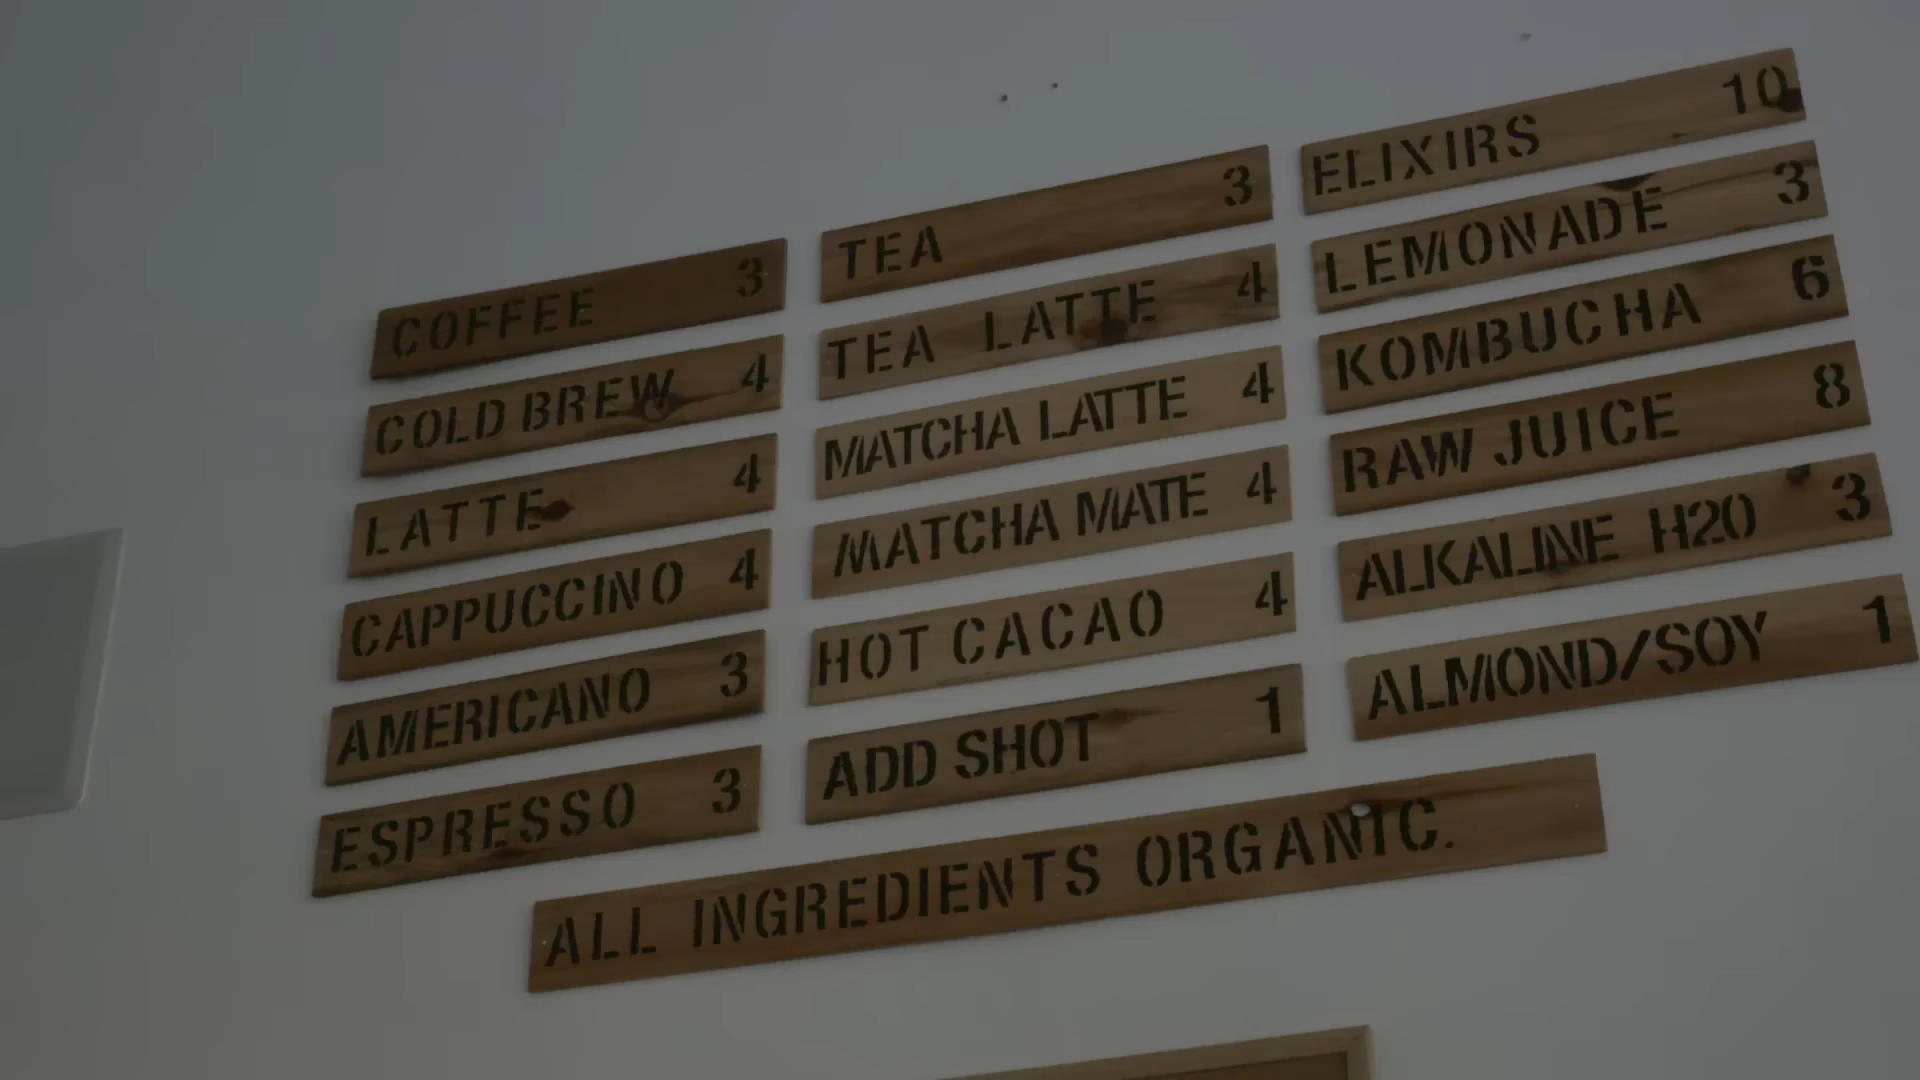 COFFEE 3
COLD BREW 4
LATTE 4
CAPPUCCINO 4
AMERICANO 3
ESPRESSO 3
TEA 3
TEA LATTE 4
MATCHA LATTE 4
MATCHA MATE 4
HOT CACAO 4
ADD SHOT 1
ELIXIRS 10
LEMONADE 3
KOMBUCHA 6
RAW JUICE 8
ALKALINE H2O 3
ALMOND/SOY 1
ALL INGREDIENTS ORGANIC.